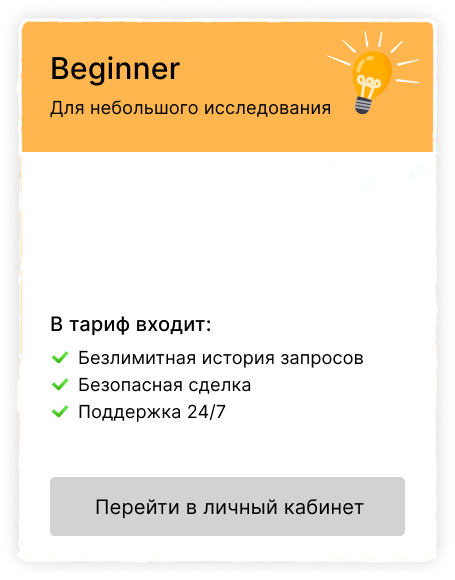 Beginner
Для небольшого исследования
В тариф входит:
Безлимитная история запросов
Безопасная сделка
Поддержка 24/7
Перейти в личный кабинет